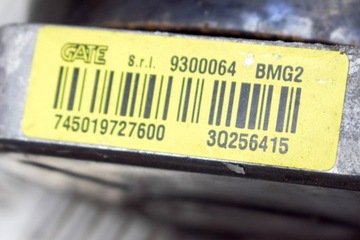 GATE S.r.l. 9300064 BMG2
745019727600 3Q256415